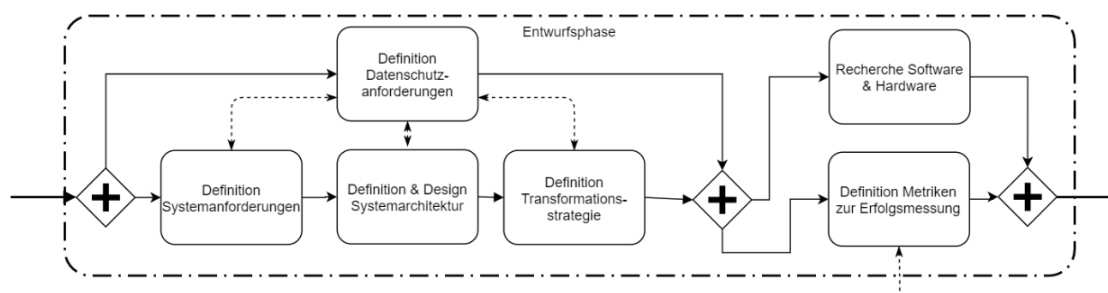 Entwurfsphase
Definition
Datenschutz-
anforderungen
Recherche Software
& Hardware
Definition
Systemanforderungen
Definition & Design
Systemarchitektur
Definition
Transformations-
strategie
Definition Metriken
zur Erfolgsmessung